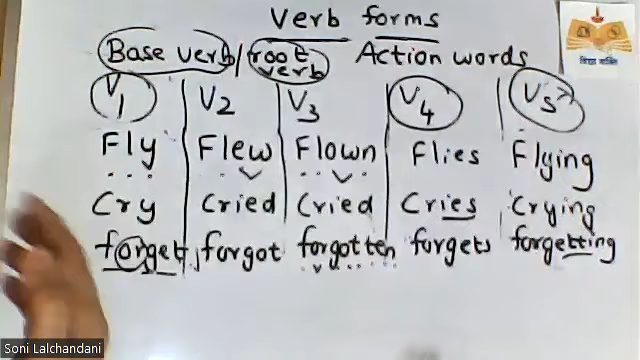 Verb forms
Base verb/root verb Action words
V1 V2 V3 V4 V5
Fly Flew Flown Flies Flying
Cry Cried Cried Cries Crying
forget forgot forgotten forgets forgetting
Soni Lalchandani